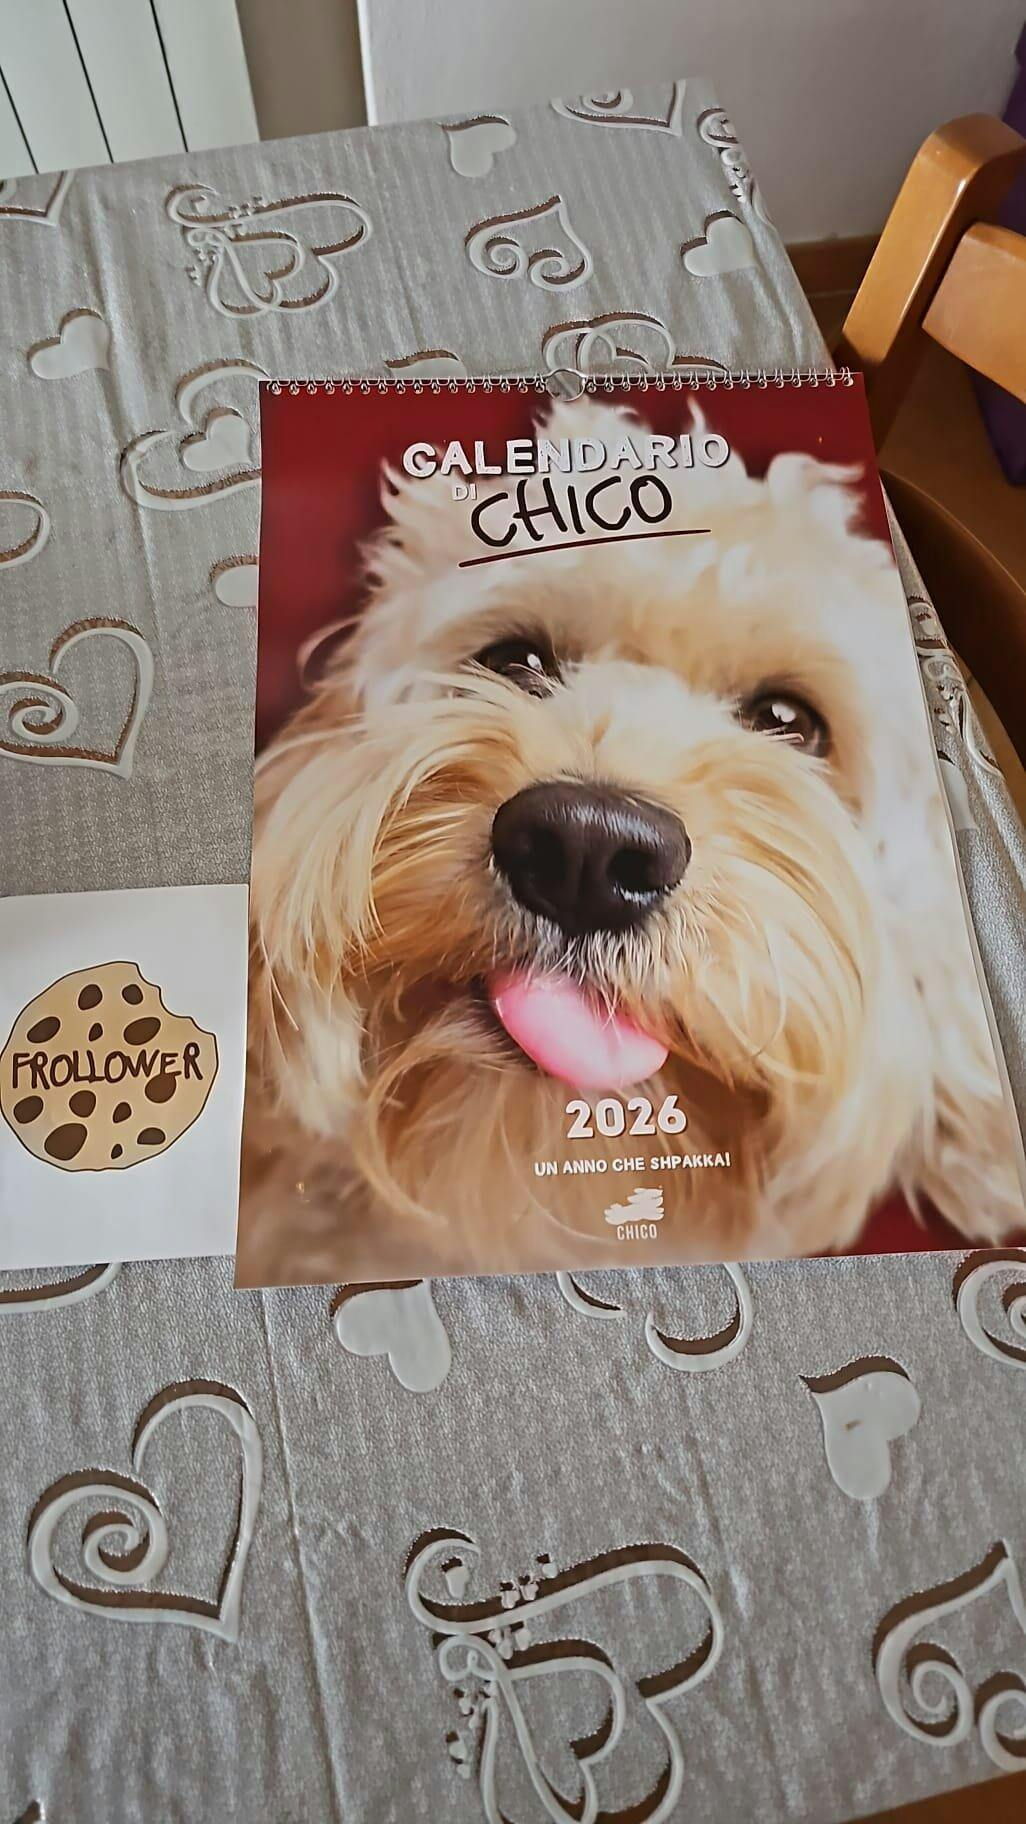 CALENDARIO
DI CHICO
FROLLOWER
2026
UN ANNO CHE SHPAKKA!
CHICO